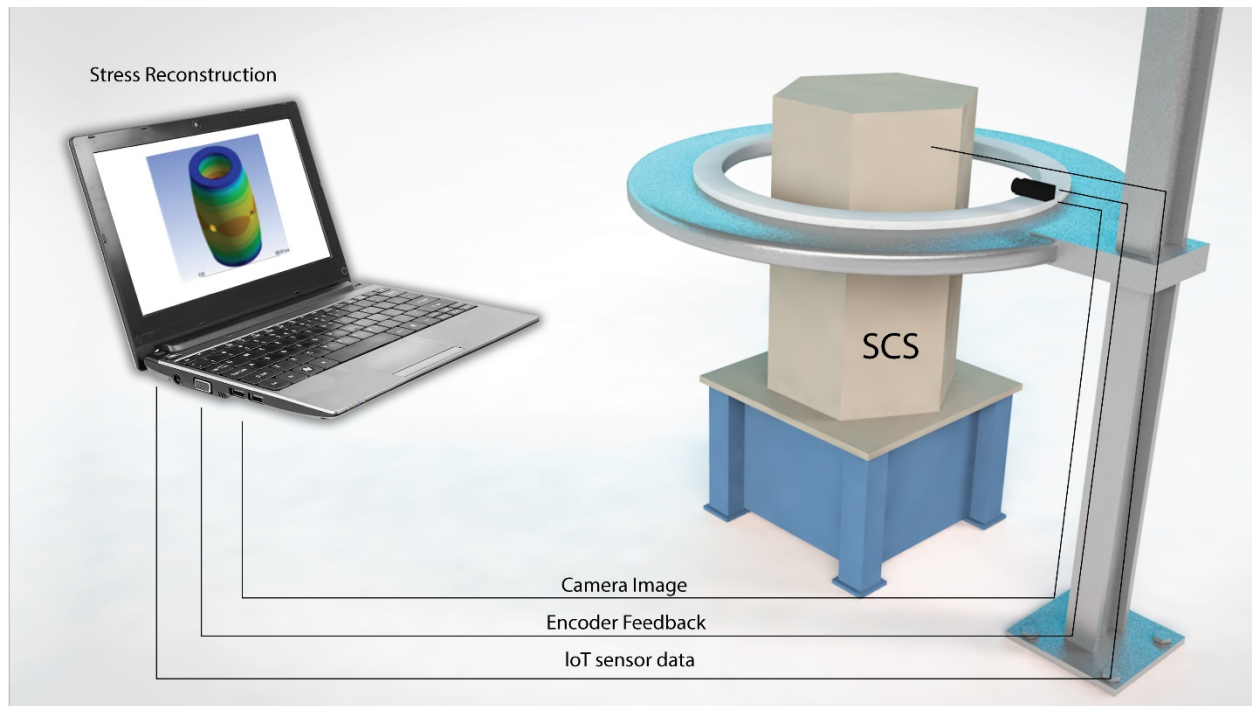 Stress Reconstruction
SCS
Camera Image
Encoder Feedback
IoT sensor data